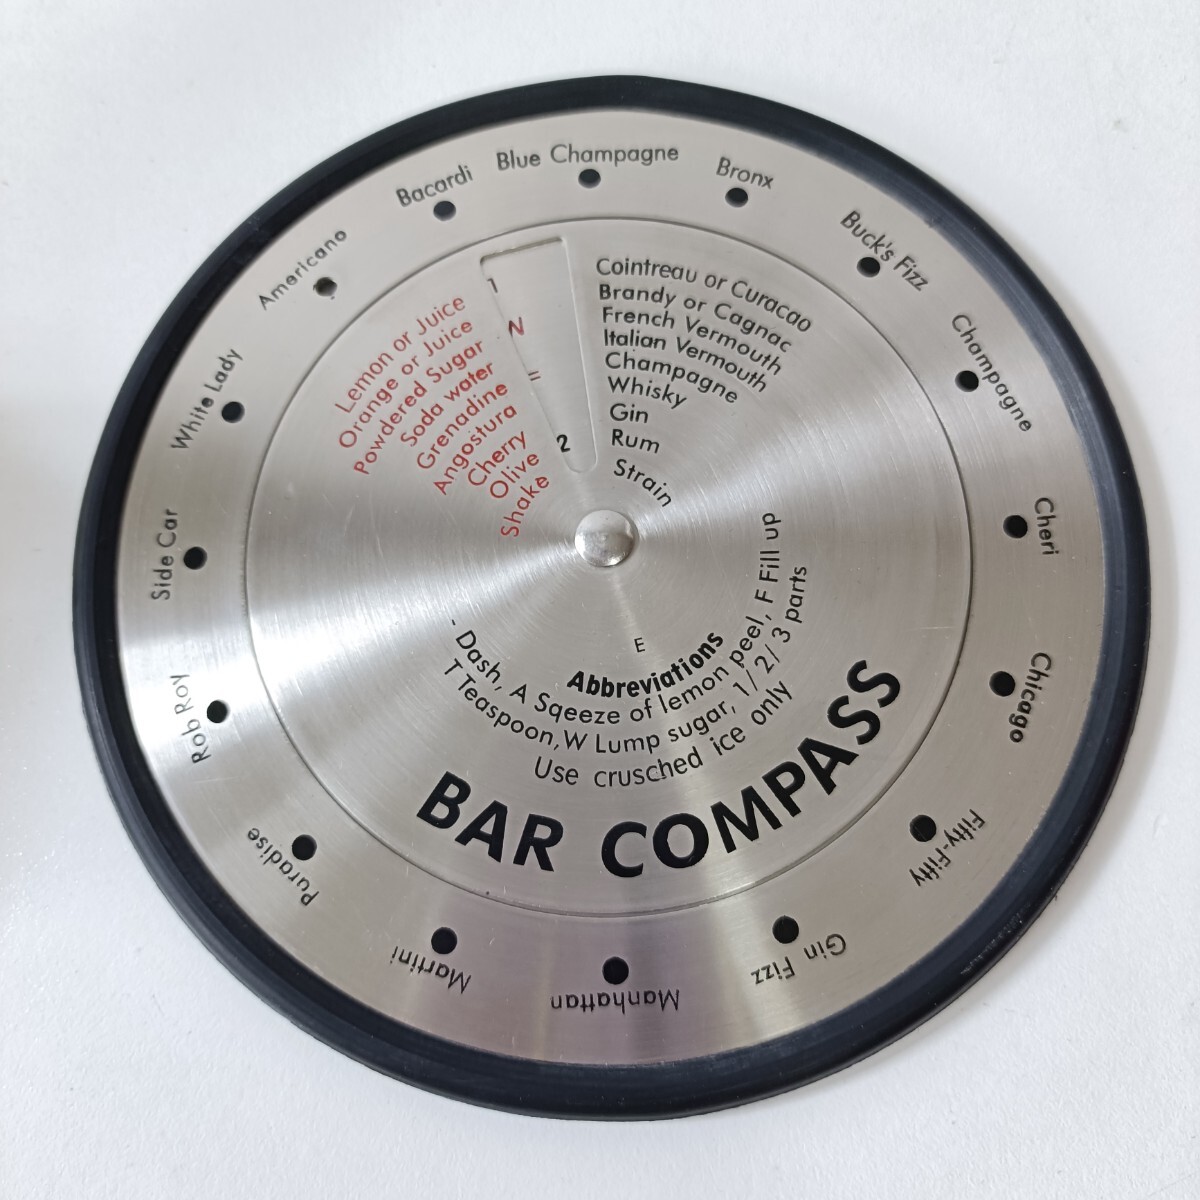 Blue Champagne
Bronx
Buck's Fizz
Champagne
Cheri
Chicago
Fifty-Fifty
Gin Fizz
Manhattan
Martini
Puradise
Rob Roy
Side Car
White Lady
Americano
Bacardi
Lemon or Juice
Orange or Juice
Powdered Sugar
Soda water
Grenadine
Angostura
Cherry
Olive
Shake
1
N
=
2
Cointreau or Curacao
Brandy or Cagnac
French Vermouth
Italian Vermouth
Champagne
Whisky
Gin
Rum
Strain
E
Abbreviations
- Dash, A Sqeeze of lemon peel, F Fill up
T Teaspoon, W Lump sugar, 1/2/3 parts
Use crusched ice only
BAR COMPASS